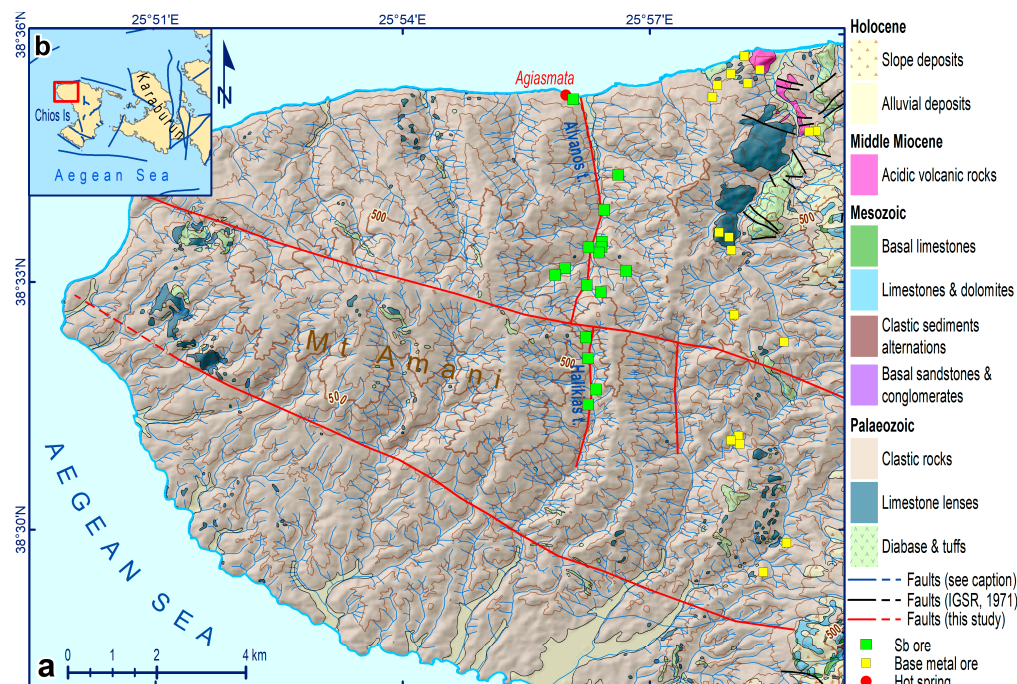 25°51'E
25°54'E
25°57'E
38°36'N
38°33'N
38°30'N
b
Karaburun
Chios Is
Aegean Sea
N
Agiasmata
Alvanos t.
Halikias t.
500
500
500
500
500
Mt Amani
AEGEAN SEA
a
0 1 2 4 km
Holocene
Slope deposits
Alluvial deposits
Middle Miocene
Acidic volcanic rocks
Mesozoic
Basal limestones
Limestones & dolomites
Clastic sediments
alternations
Basal sandstones &
conglomerates
Palaeozoic
Clastic rocks
Limestone lenses
Diabase & tuffs
Faults (see caption)
Faults (IGSR, 1971)
Faults (this study)
Sb ore
Base metal ore
Hot spring